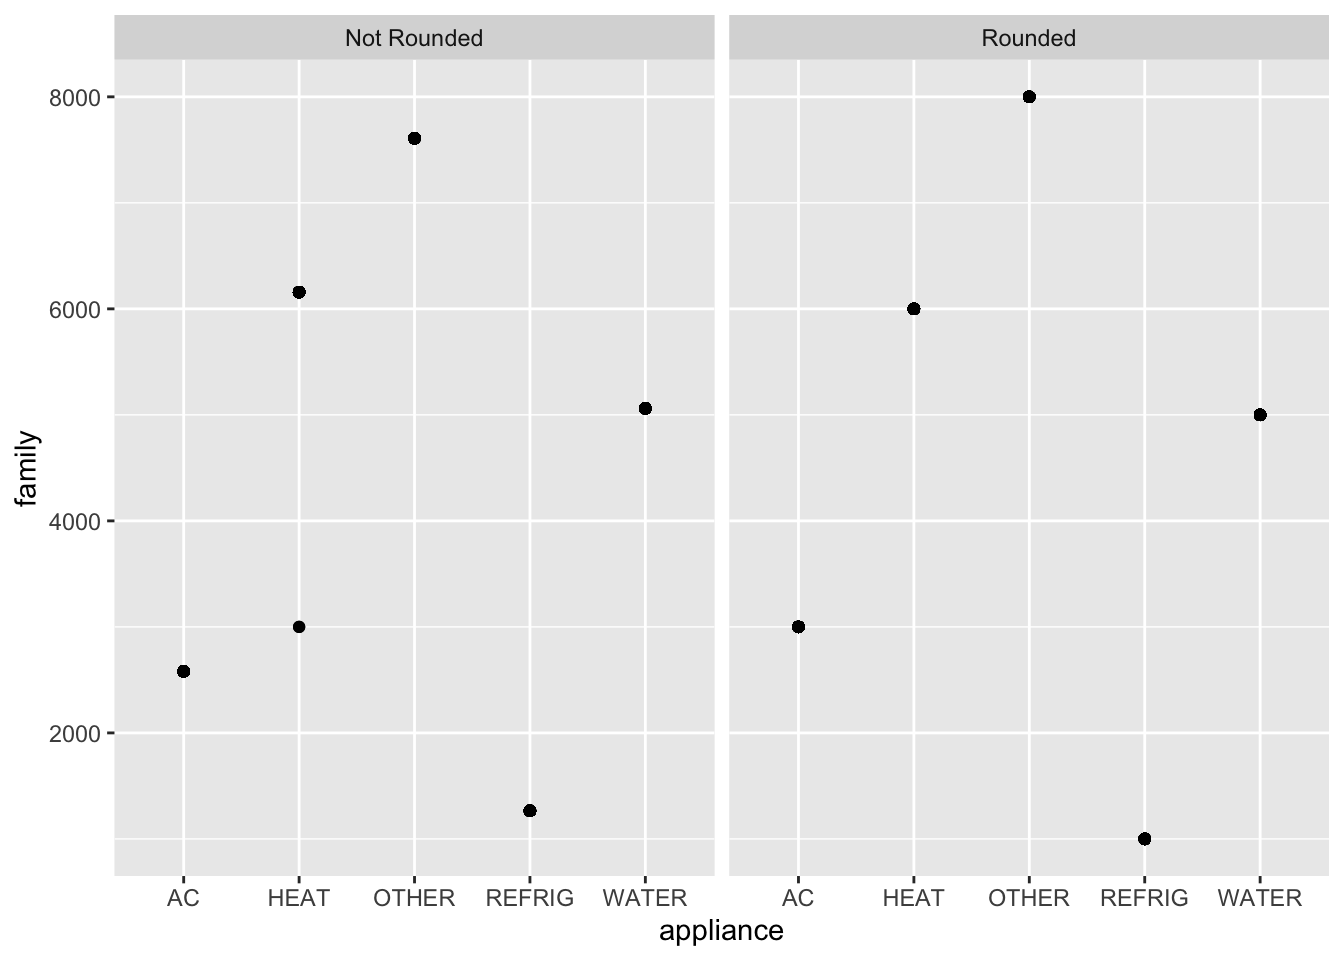 Not Rounded
Rounded
8000
6000
4000
2000
family
AC HEAT OTHER REFRIG WATER
AC HEAT OTHER REFRIG WATER
appliance